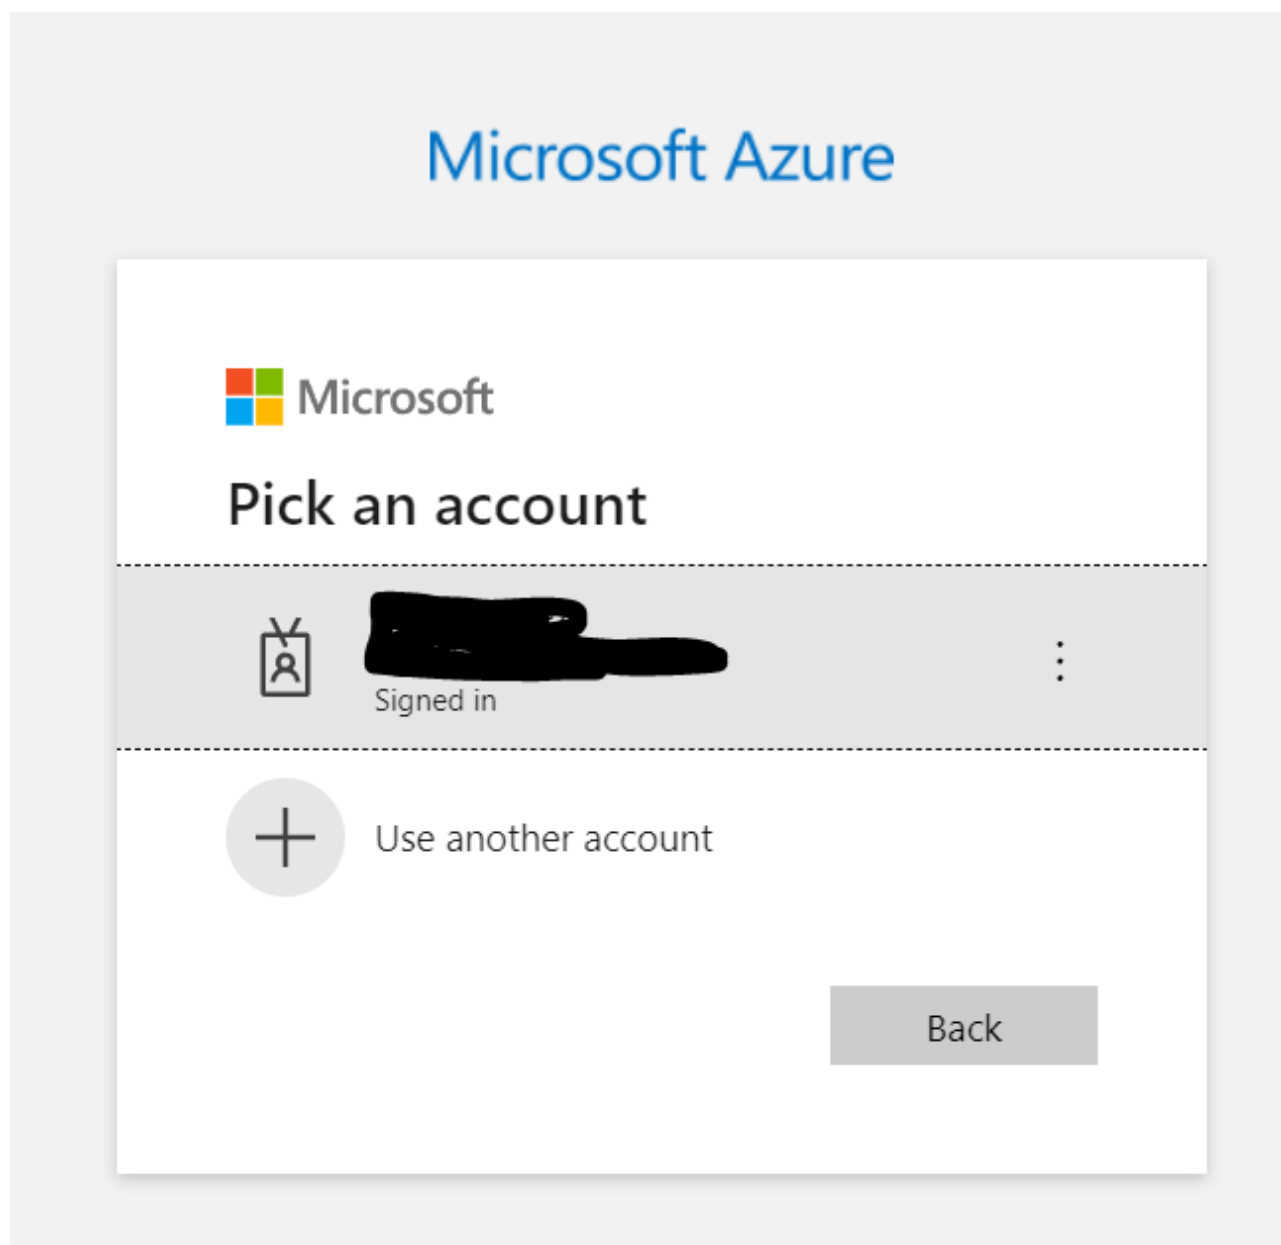 Microsoft Azure
Microsoft
Pick an account
Signed in
Use another account
Back